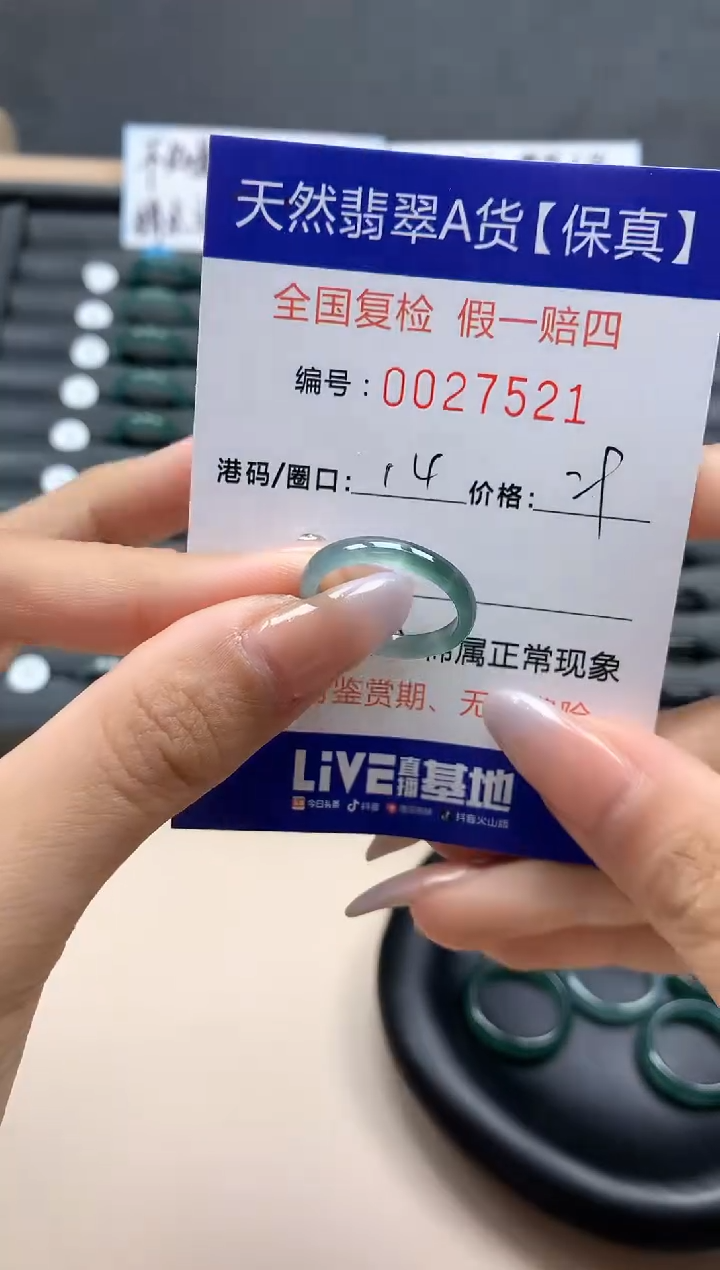 天然翡翠A货【保真】
全国复检 假一赔四
编号：0027521
港码/圈口： 14 价格：
属正常现象
鉴赏期、无
LiVE直播基地
今日头条 抖音 抖音火山版